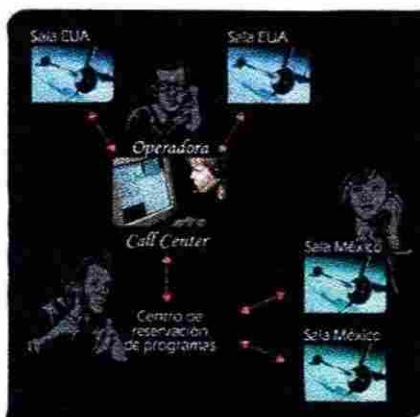 Sala EUA
Sala EUA
Operadora
Call Center
Sala México
Centro de
reservación
de programas
Sala México